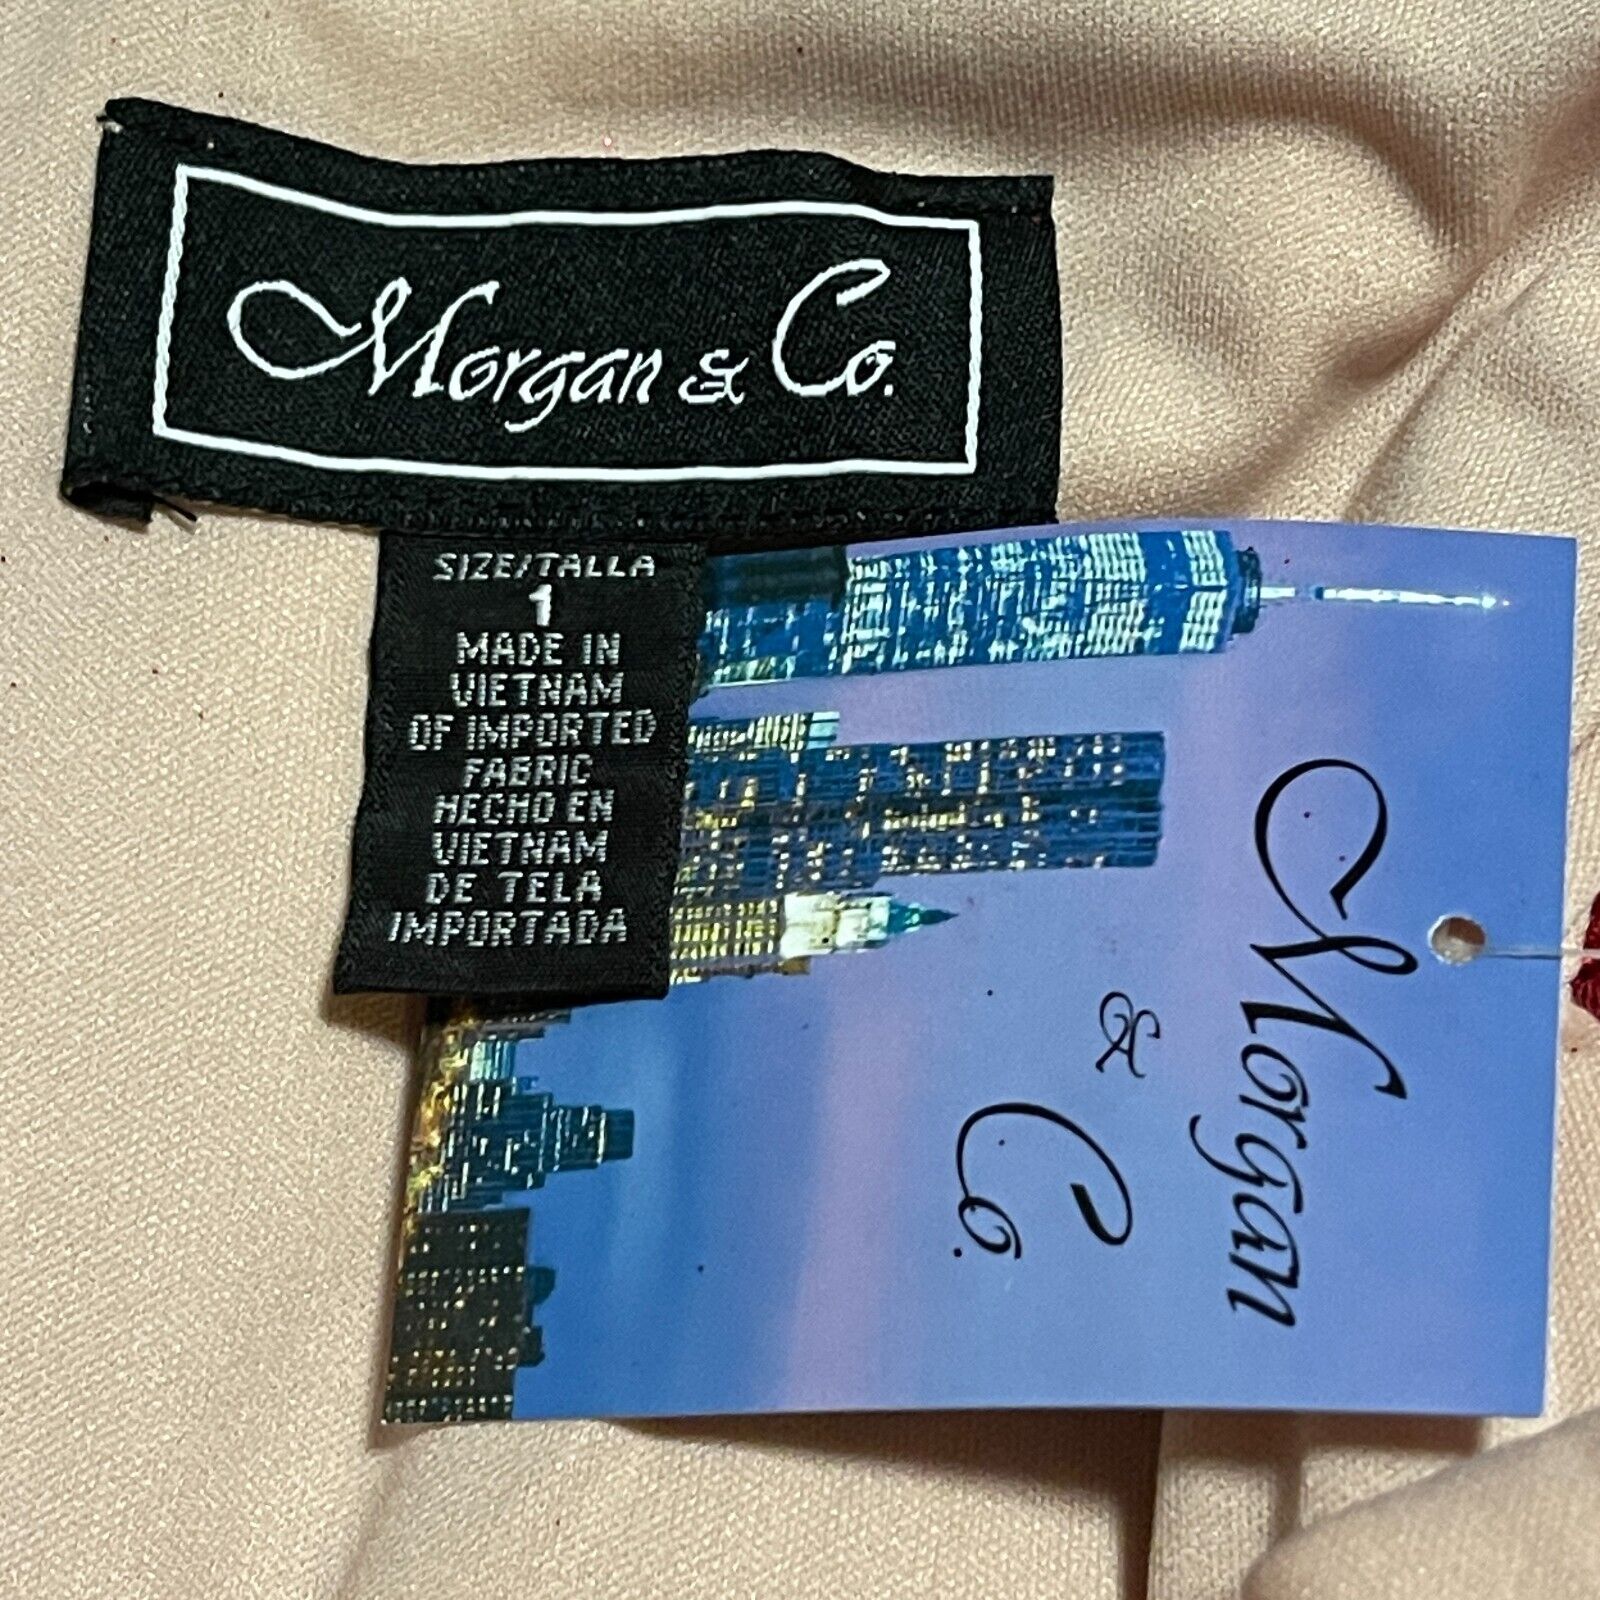 Morgan & Co.
SIZE/TALLA
1
MADE IN
VIETNAM
OF IMPORTED
FABRIC
HECHO EN
VIETNAM
DE TELA
IMPORTADA
Morgan
&
Co.